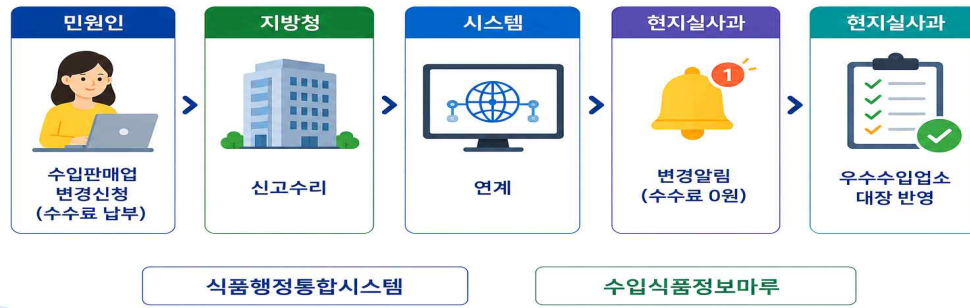 민원인
지방청
시스템
현지실사과
현지실사과
1
수입판매업
변경신청
(수수료 납부)
신고수리
연계
변경알림
(수수료 0원)
우수수입업소
대장 반영
식품행정통합시스템
수입식품정보마루